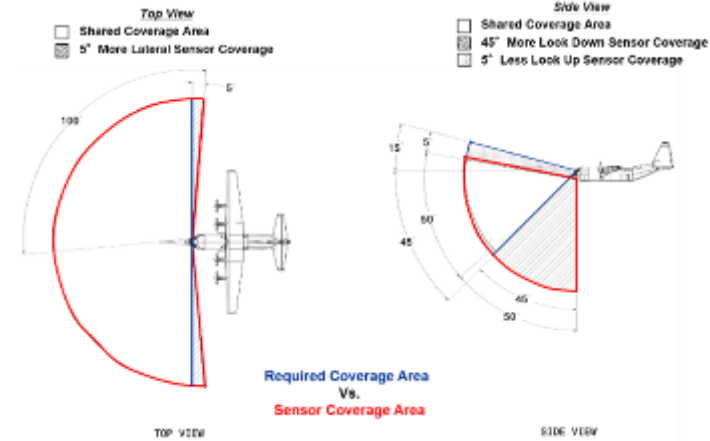 Top View
Shared Coverage Area
5° More Lateral Sensor Coverage
Side View
Shared Coverage Area
45° More Look Down Sensor Coverage
5° Less Look Up Sensor Coverage
5
100
15
5
50
45
45
50
Required Coverage Area
Vs.
Sensor Coverage Area
TOP VIEW
SIDE VIEW